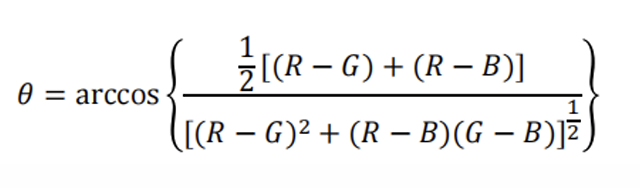 θ = arccos { ½[(R − G) + (R − B)] / [(R − G)² + (R − B)(G − B)]^½ }